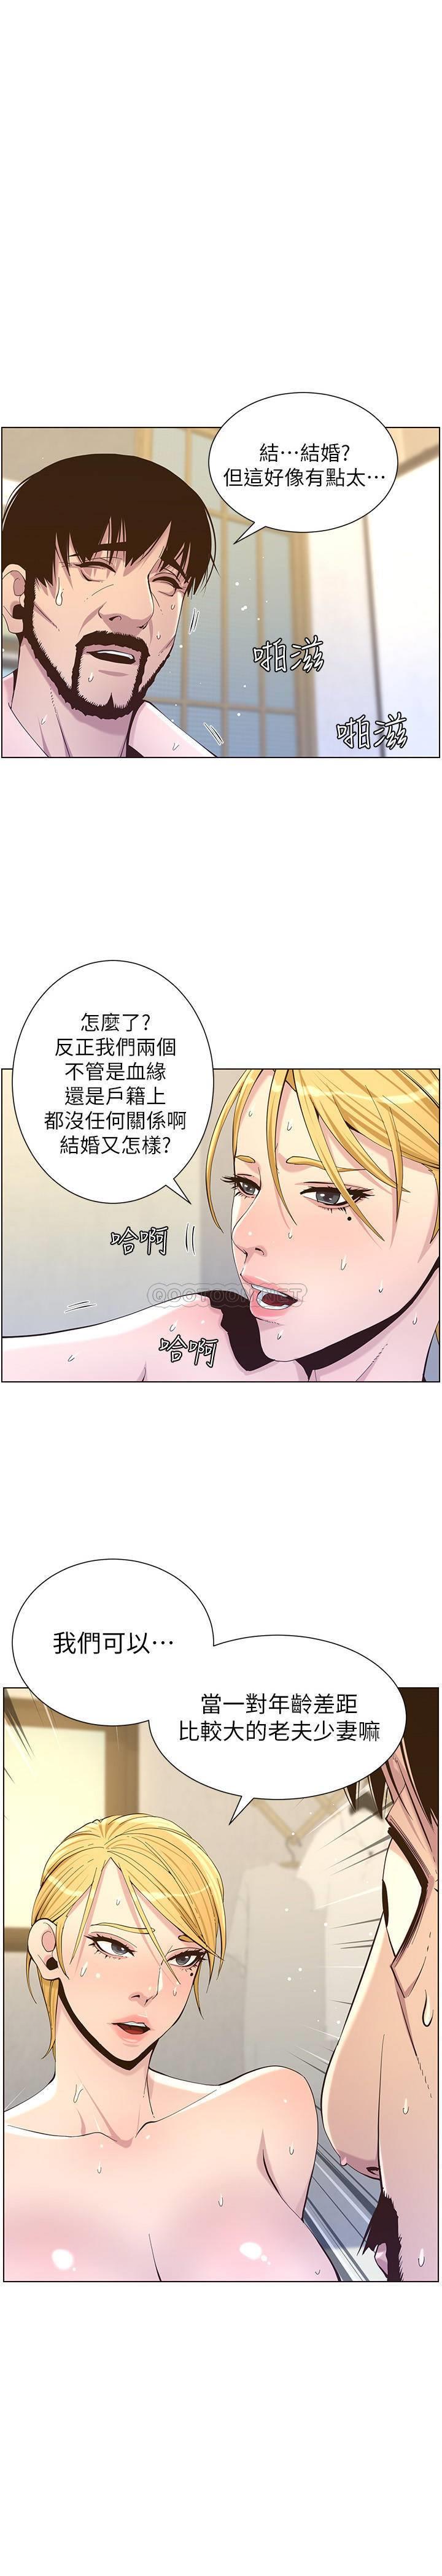 結⋯結婚?
但這好像有點太⋯
啪滋
啪滋
怎麼了?
反正我們兩個
不管是血緣
還是戶籍上
都沒任何關係啊
結婚又怎樣?
哈啊
哈啊
我們可以⋯
當一對年齡差距
比較大的老夫少妻嘛